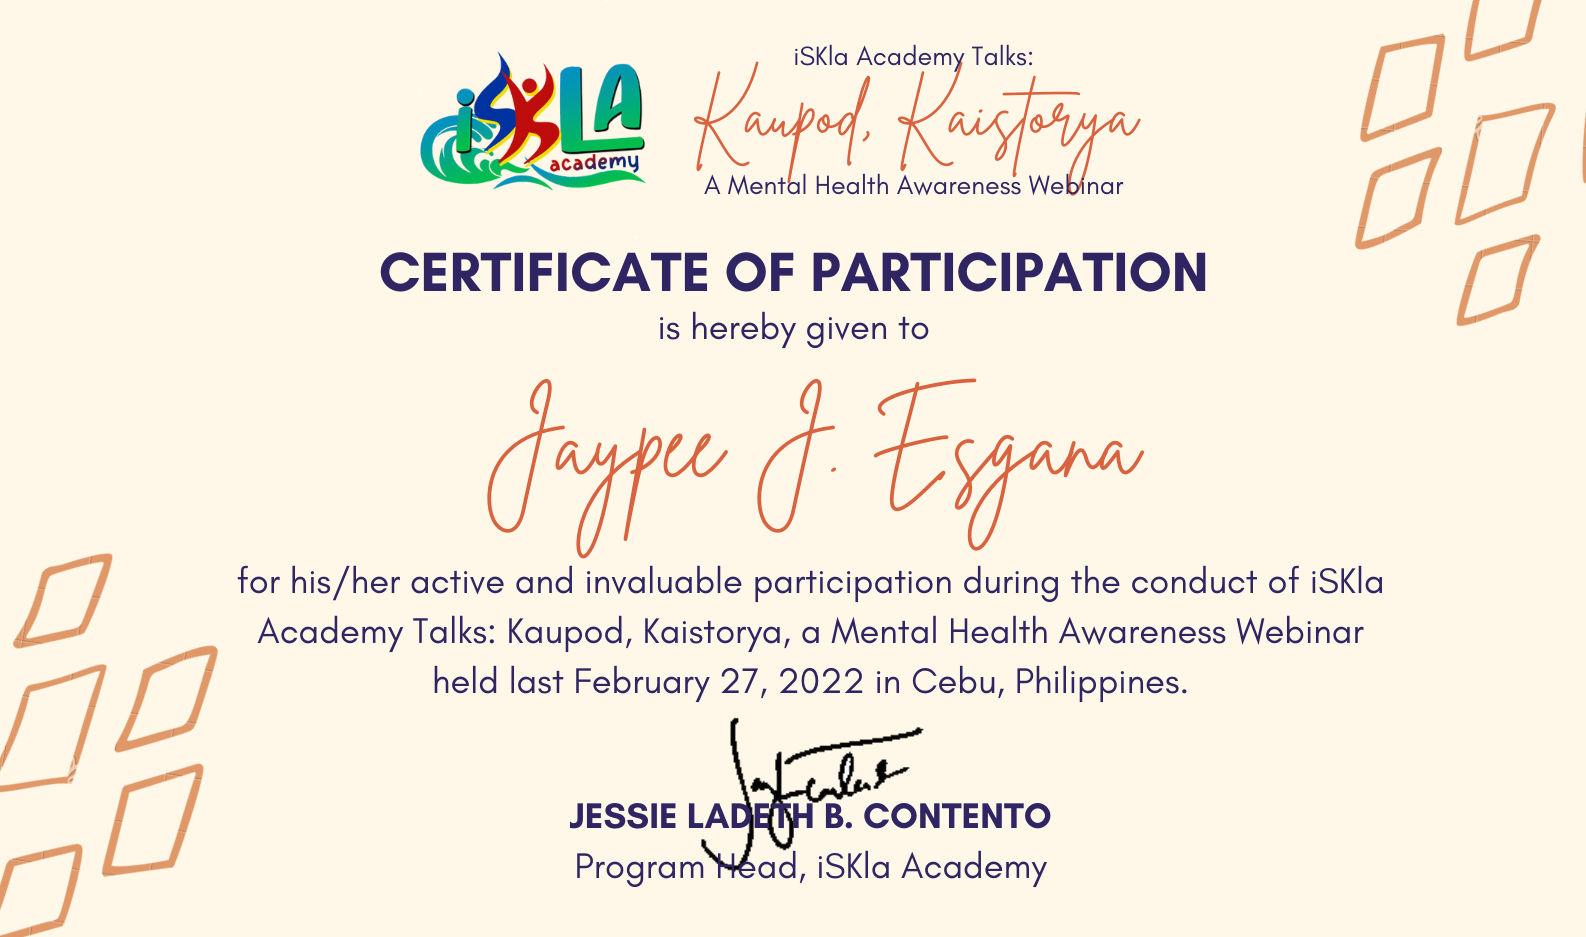 iSKLA
academy
iSKla Academy Talks:
Kaupod, Kaistorya
A Mental Health Awareness Webinar
CERTIFICATE OF PARTICIPATION
is hereby given to
Jaypee J. Esgana
for his/her active and invaluable participation during the conduct of iSKla
Academy Talks: Kaupod, Kaistorya, a Mental Health Awareness Webinar
held last February 27, 2022 in Cebu, Philippines.
JESSIE LADETH B. CONTENTO
Program Head, iSKla Academy